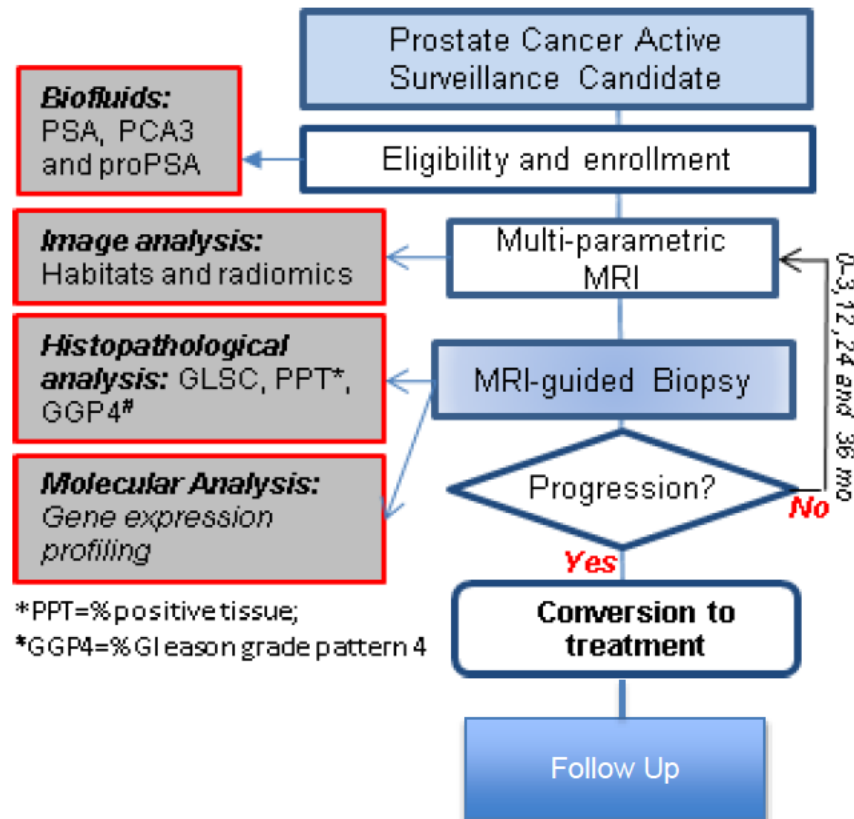 Prostate Cancer Active
Surveillance Candidate
Biofluids:
PSA, PCA3
and proPSA
Eligibility and enrollment
Image analysis:
Habitats and radiomics
Multi-parametric
MRI
0-3,12,24 and 36 mo
Histopathological
analysis: GLSC, PPT*,
GGP4#
MRI-guided Biopsy
Molecular Analysis:
Gene expression
profiling
Progression?
No
Yes
*PPT=%positive tissue;
*GGP4=%Gleason grade pattern 4
Conversion to
treatment
Follow Up